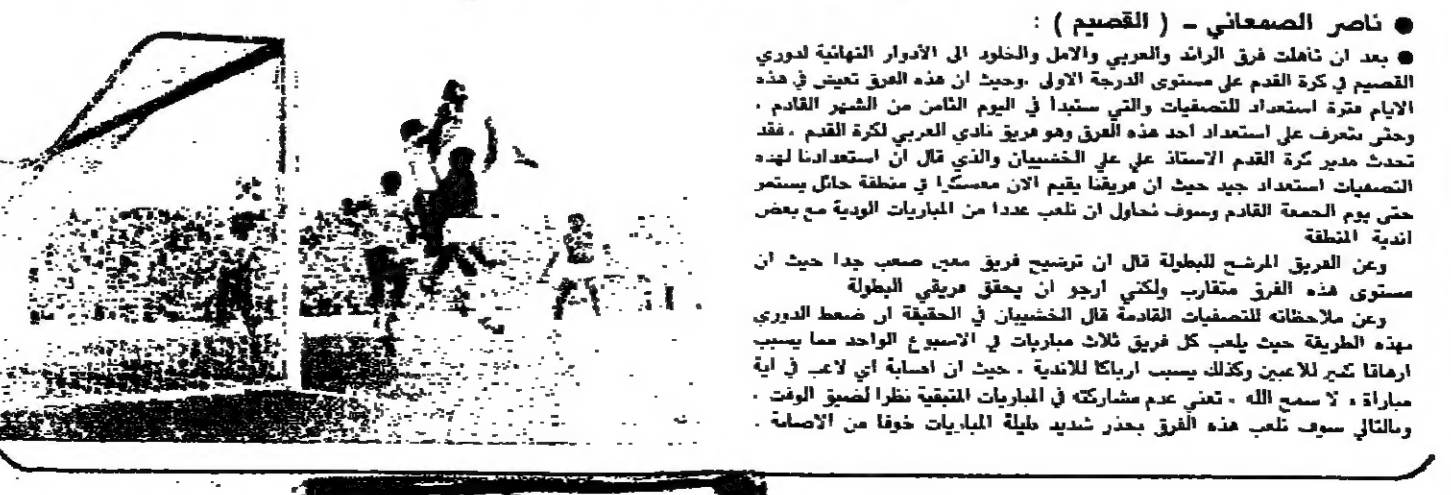 ● ناصر الصمعاني ـ ( القصيم ) :
● بعد ان تأهلت فرق الرائد والعربي والامل والخلود الى الأدوار النهائية لدوري
القصيم في كرة القدم على مستوى الدرجة الاولى .وحيث ان هذه الفرق تعيش في هذه
الايام فترة استعداد للتصفيات والتي ستبدأ في اليوم الثامن من الشهر القادم .
وحتى نتعرف على استعداد احد هذه الفرق وهو فريق نادي العربي لكرة القدم . فقد
تحدث مدير كرة القدم الاستاذ علي علي الخضييان والذي قال ان استعدادنا لهذه
التصفيات استعداد جيد حيث ان فريقنا يقيم الان معسكرا في منطقة حائل يستمر
حتى يوم الجمعة القادم وسوف نحاول ان نلعب عددا من المباريات الودية مع بعض
اندية المنطقة
وعن الفريق المرشح للبطولة قال ان ترشيح فريق معين صعب جدا حيث ان
مستوى هذه الفرق متقارب ولكني ارجو ان يحقق فريقي البطولة
وعن ملاحظاته للتصفيات القادمة قال الخضييان في الحقيقة ان ضغط الدوري
بهذه الطريقة حيث يلعب كل فريق ثلاث مباريات في الاسبوع الواحد مما يسبب
ارهاقا كبير للاعبين وكذلك يسبب ارباكا للاندية . حيث ان اصابة اي لاعب في اية
مباراة ، لا سمح الله ، تعني عدم مشاركته في المباريات المتبقية نظرا لضيق الوقت .
وبالتالي سوف تلعب هذه الفرق بحذر شديد طيلة المباريات خوفا من الاصابة .